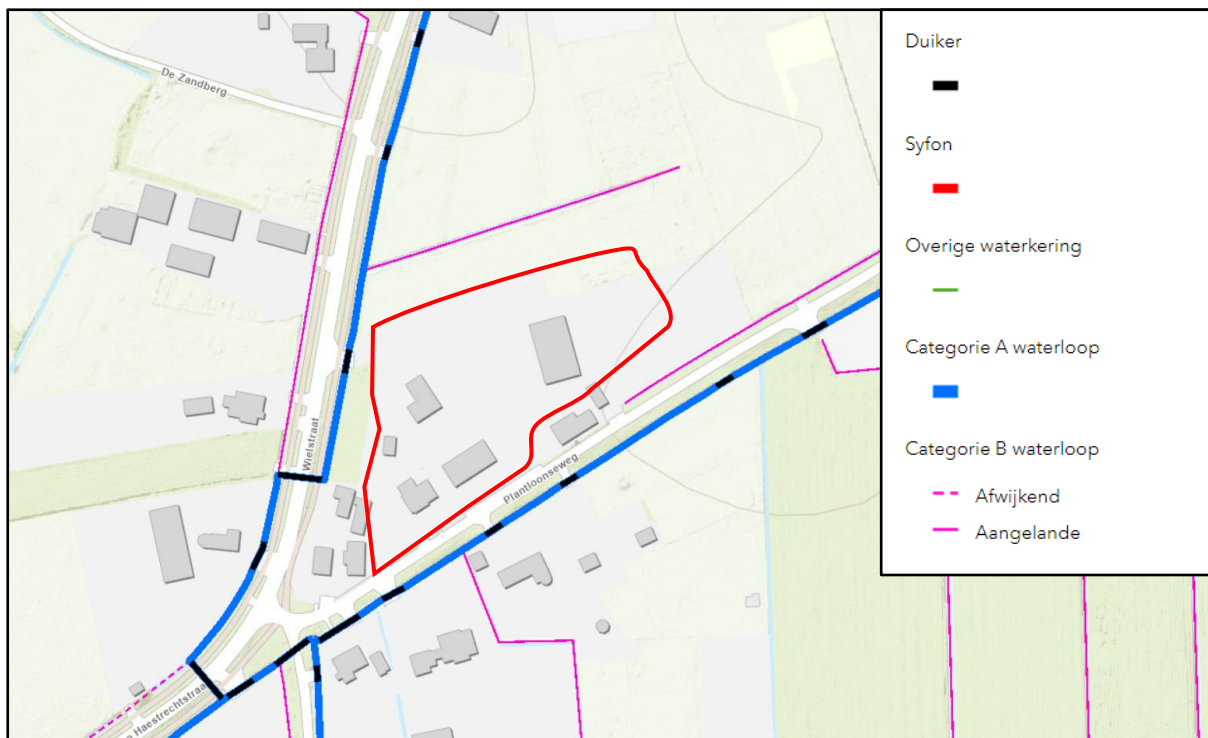 De Zandberg
Wielstraat
Plantloonseweg
Haestrechtstraat
Duiker
Syfon
Overige waterkering
Categorie A waterloop
Categorie B waterloop
Afwijkend
Aangelande